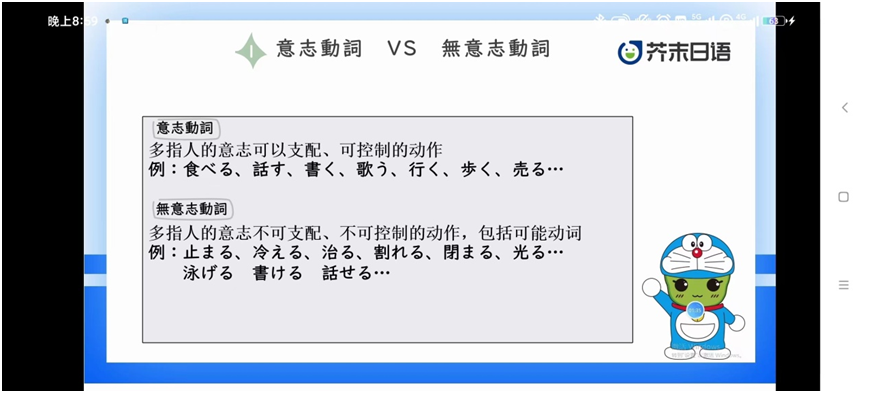 晚上8:59
意志動詞 VS 無意志動詞
芥末日语
意志動詞
多指人的意志可以支配、可控制的动作
例：食べる、話す、書く、歌う、行く、歩く、売る…
無意志動詞
多指人的意志不可支配、不可控制的动作，包括可能动词
例：止まる、冷える、治る、割れる、閉まる、光る…
泳げる 書ける 話せる…